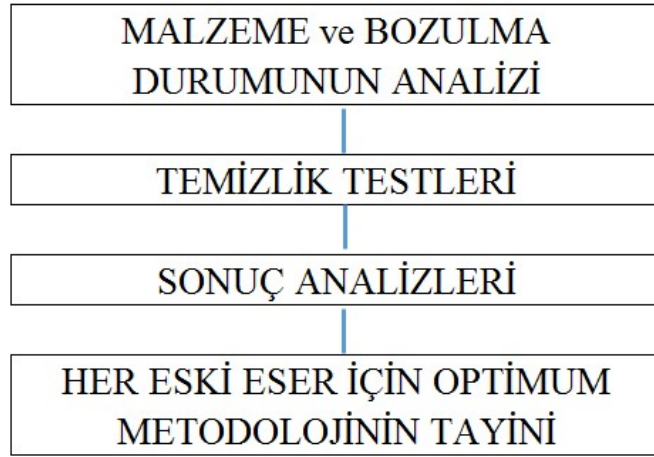 MALZEME ve BOZULMA
DURUMUNUN ANALİZİ
TEMİZLİK TESTLERİ
SONUÇ ANALİZLERİ
HER ESKİ ESER İÇİN OPTİMUM
METODOLOJİNİN TAYİNİ